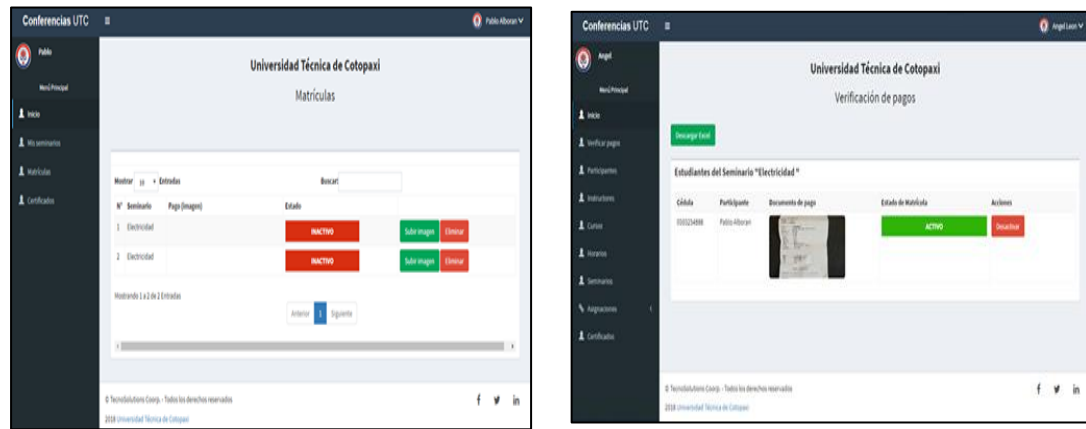 Conferencias UTC
Pablo Alboran
Pablo
Menú Principal
Inicio
Mis seminarios
Matrículas
Certificados
Universidad Técnica de Cotopaxi
Matrículas
Mostrar 10 Entradas Buscar:
N° Seminario Pago (Imagen) Estado
1 Electricidad INACTIVO Subir imagen Eliminar
2 Electricidad INACTIVO Subir imagen Eliminar
Mostrando 1 a 2 de 2 Entradas
Anterior 1 Siguiente
© TecnoSolutions Coorp. - Todos los derechos reservados
2018 Universidad Técnica de Cotopaxi
Conferencias UTC
Angel Leon
Angel
Menú Principal
Inicio
Verificar pagos
Participantes
Instructores
Cursos
Horarios
Seminarios
Asignaciones
Certificados
Universidad Técnica de Cotopaxi
Verificación de pagos
Descargar Excel
Estudiantes del Seminario "Electricidad "
Cédula Participante Documento de pago Estado de Matrícula Acciones
Pablo Alboran ACTIVO Desactivar
© TecnoSolutions Coorp. - Todos los derechos reservados
2018 Universidad Técnica de Cotopaxi